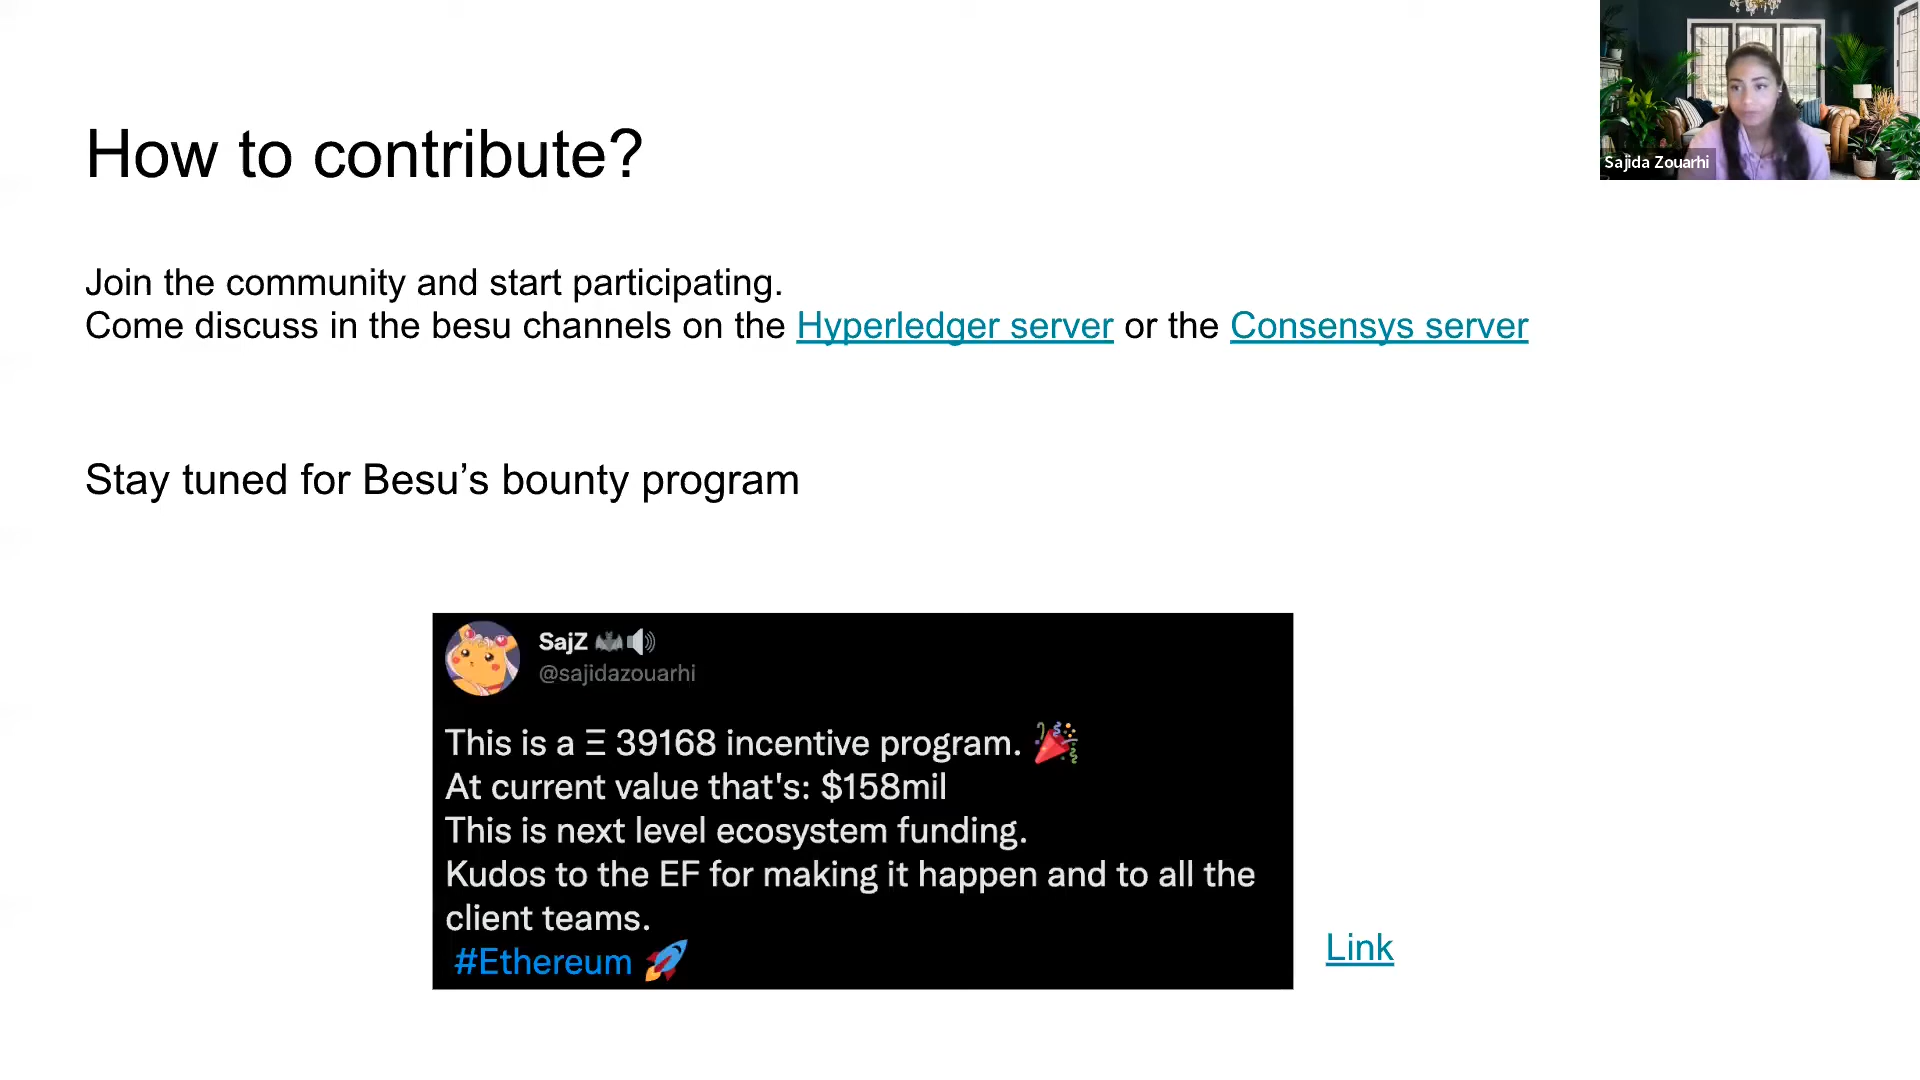 How to contribute?
Sajida Zouarhi
Join the community and start participating.
Come discuss in the besu channels on the Hyperledger server or the Consensys server
Stay tuned for Besu’s bounty program
SajZ 🦇🔊
@sajidazouarhi
This is a Ξ 39168 incentive program. 🎉
At current value that's: $158mil
This is next level ecosystem funding.
Kudos to the EF for making it happen and to all the
client teams.
#Ethereum 🚀
Link